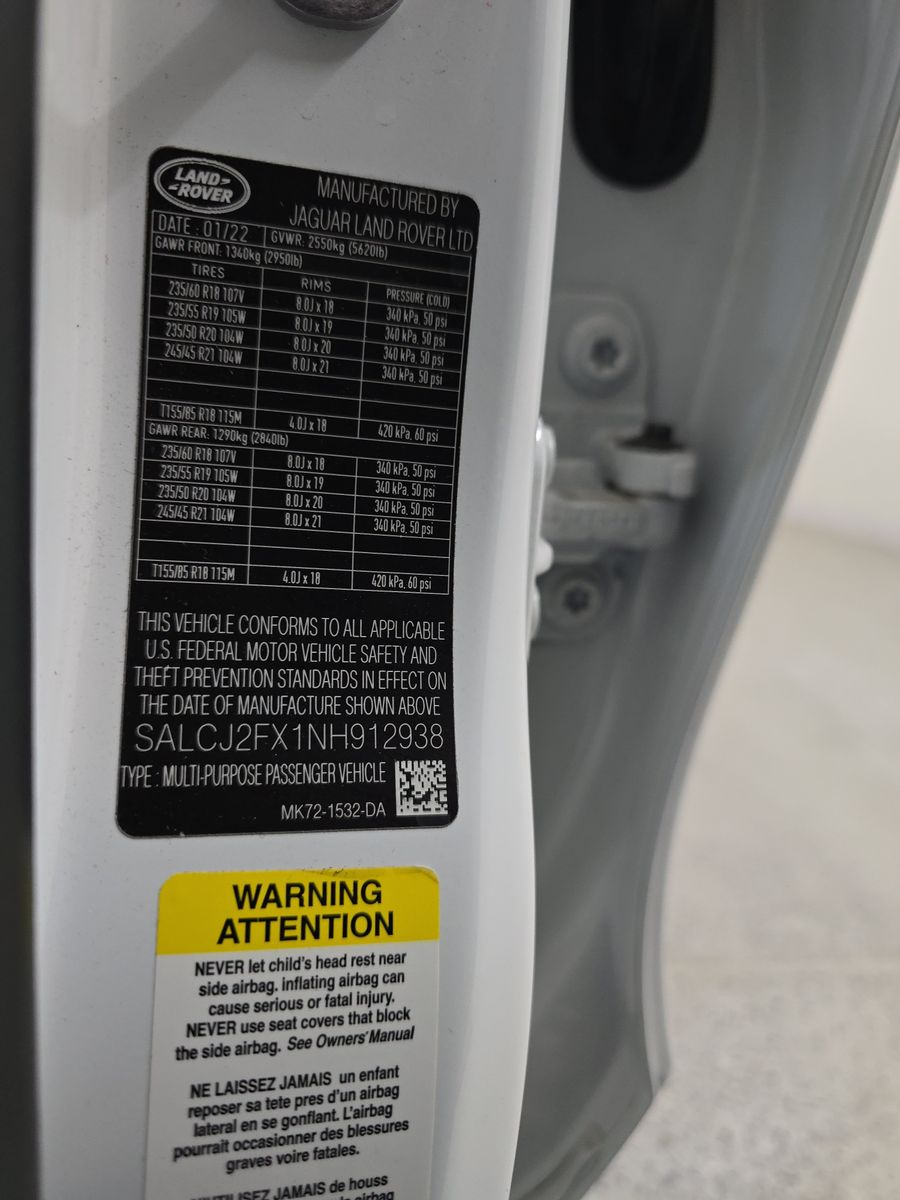 LAND-
-ROVER
MANUFACTURED BY
JAGUAR LAND ROVER LTD
DATE : 01/22 GVWR: 2550kg (5620lb)
GAWR FRONT: 1340kg (2950lb)
TIRES RIMS PRESSURE (COLD)
235/60 R18 107V 8.0J x 18 340 kPa, 50 psi
235/55 R19 105W 8.0J x 19 340 kPa, 50 psi
235/50 R20 104W 8.0J x 20 340 kPa, 50 psi
245/45 R21 104W 8.0J x 21 340 kPa, 50 psi
T155/85 R18 115M 4.0J x 18 420 kPa, 60 psi
GAWR REAR: 1290kg (2840lb)
235/60 R18 107V 8.0J x 18 340 kPa, 50 psi
235/55 R19 105W 8.0J x 19 340 kPa, 50 psi
235/50 R20 104W 8.0J x 20 340 kPa, 50 psi
245/45 R21 104W 8.0J x 21 340 kPa, 50 psi
T155/85 R18 115M 4.0J x 18 420 kPa, 60 psi
THIS VEHICLE CONFORMS TO ALL APPLICABLE
U.S. FEDERAL MOTOR VEHICLE SAFETY AND
THEFT PREVENTION STANDARDS IN EFFECT ON
THE DATE OF MANUFACTURE SHOWN ABOVE
SALCJ2FX1NH912938
TYPE : MULTI-PURPOSE PASSENGER VEHICLE
MK72-1532-DA
WARNING
ATTENTION
NEVER let child's head rest near
side airbag. inflating airbag can
cause serious or fatal injury.
NEVER use seat covers that block
the side airbag. See Owners' Manual
NE LAISSEZ JAMAIS un enfant
reposer sa tete pres d'un airbag
lateral en se gonflant. L'airbag
pourrait occasionner des blessures
graves voire fatales.
N'UTILISEZ JAMAIS de houss
airbag